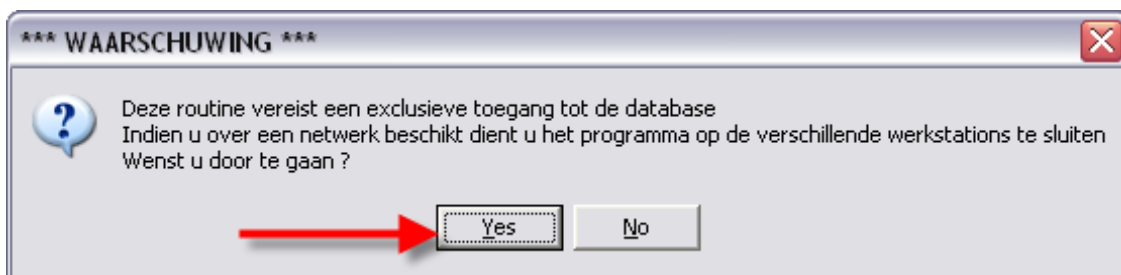 *** WAARSCHUWING ***
Deze routine vereist een exclusieve toegang tot de database
Indien u over een netwerk beschikt dient u het programma op de verschillende werkstations te sluiten
Wenst u door te gaan ?
Yes No